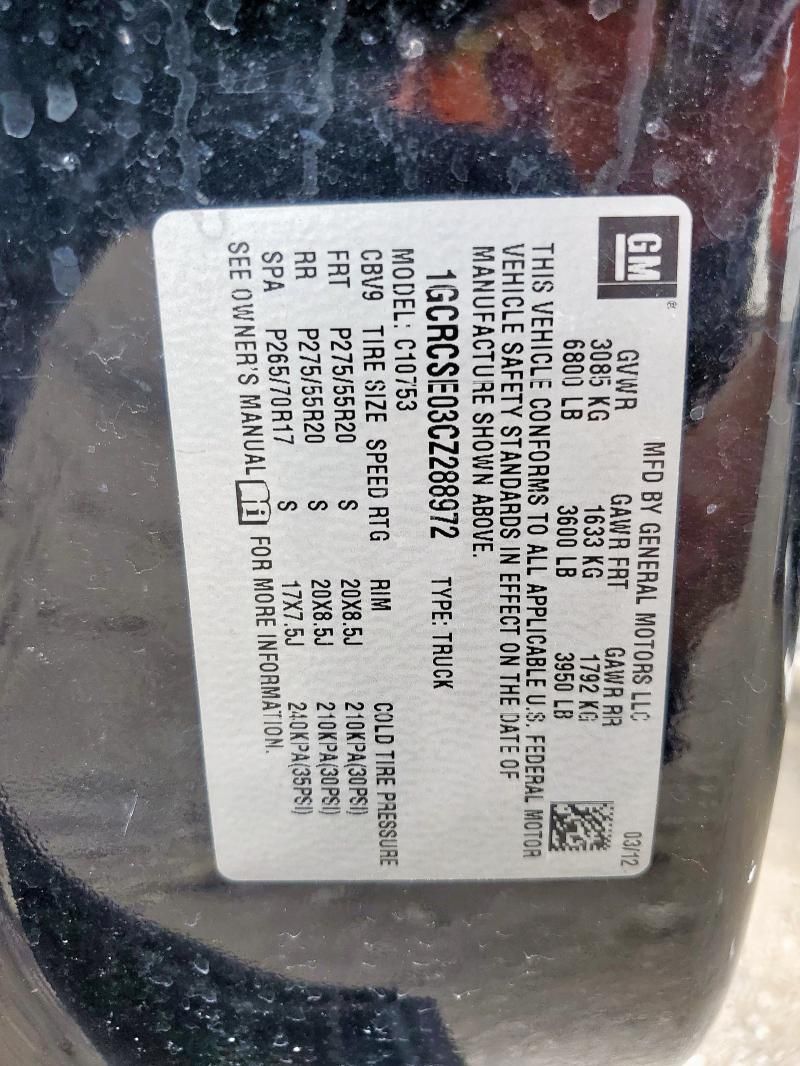 GM®
MFD BY GENERAL MOTORS LLC 03/12
GVWR GAWR FRT GAWR RR
3085 KG 1633 KG 1792 KG
6800 LB 3600 LB 3950 LB
THIS VEHICLE CONFORMS TO ALL APPLICABLE U.S. FEDERAL MOTOR
VEHICLE SAFETY STANDARDS IN EFFECT ON THE DATE OF
MANUFACTURE SHOWN ABOVE.
1GCRCSE03CZ288972 TYPE: TRUCK
MODEL: C10753
CBV9 TIRE SIZE SPEED RTG RIM COLD TIRE PRESSURE
FRT P275/55R20 S 20X8.5J 210KPA(30PSI)
RR P275/55R20 S 20X8.5J 210KPA(30PSI)
SPA P265/70R17 S 17X7.5J 240KPA(35PSI)
SEE OWNER'S MANUAL FOR MORE INFORMATION.